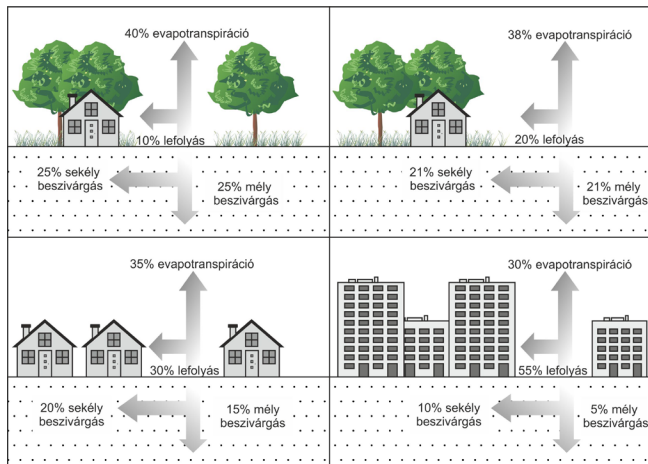 40% evapotranspiráció
10% lefolyás
25% sekély
beszivárgás
25% mély
beszivárgás
38% evapotranspiráció
20% lefolyás
21% sekély
beszivárgás
21% mély
beszivárgás
35% evapotranspiráció
30% lefolyás
20% sekély
beszivárgás
15% mély
beszivárgás
30% evapotranspiráció
55% lefolyás
10% sekély
beszivárgás
5% mély
beszivárgás